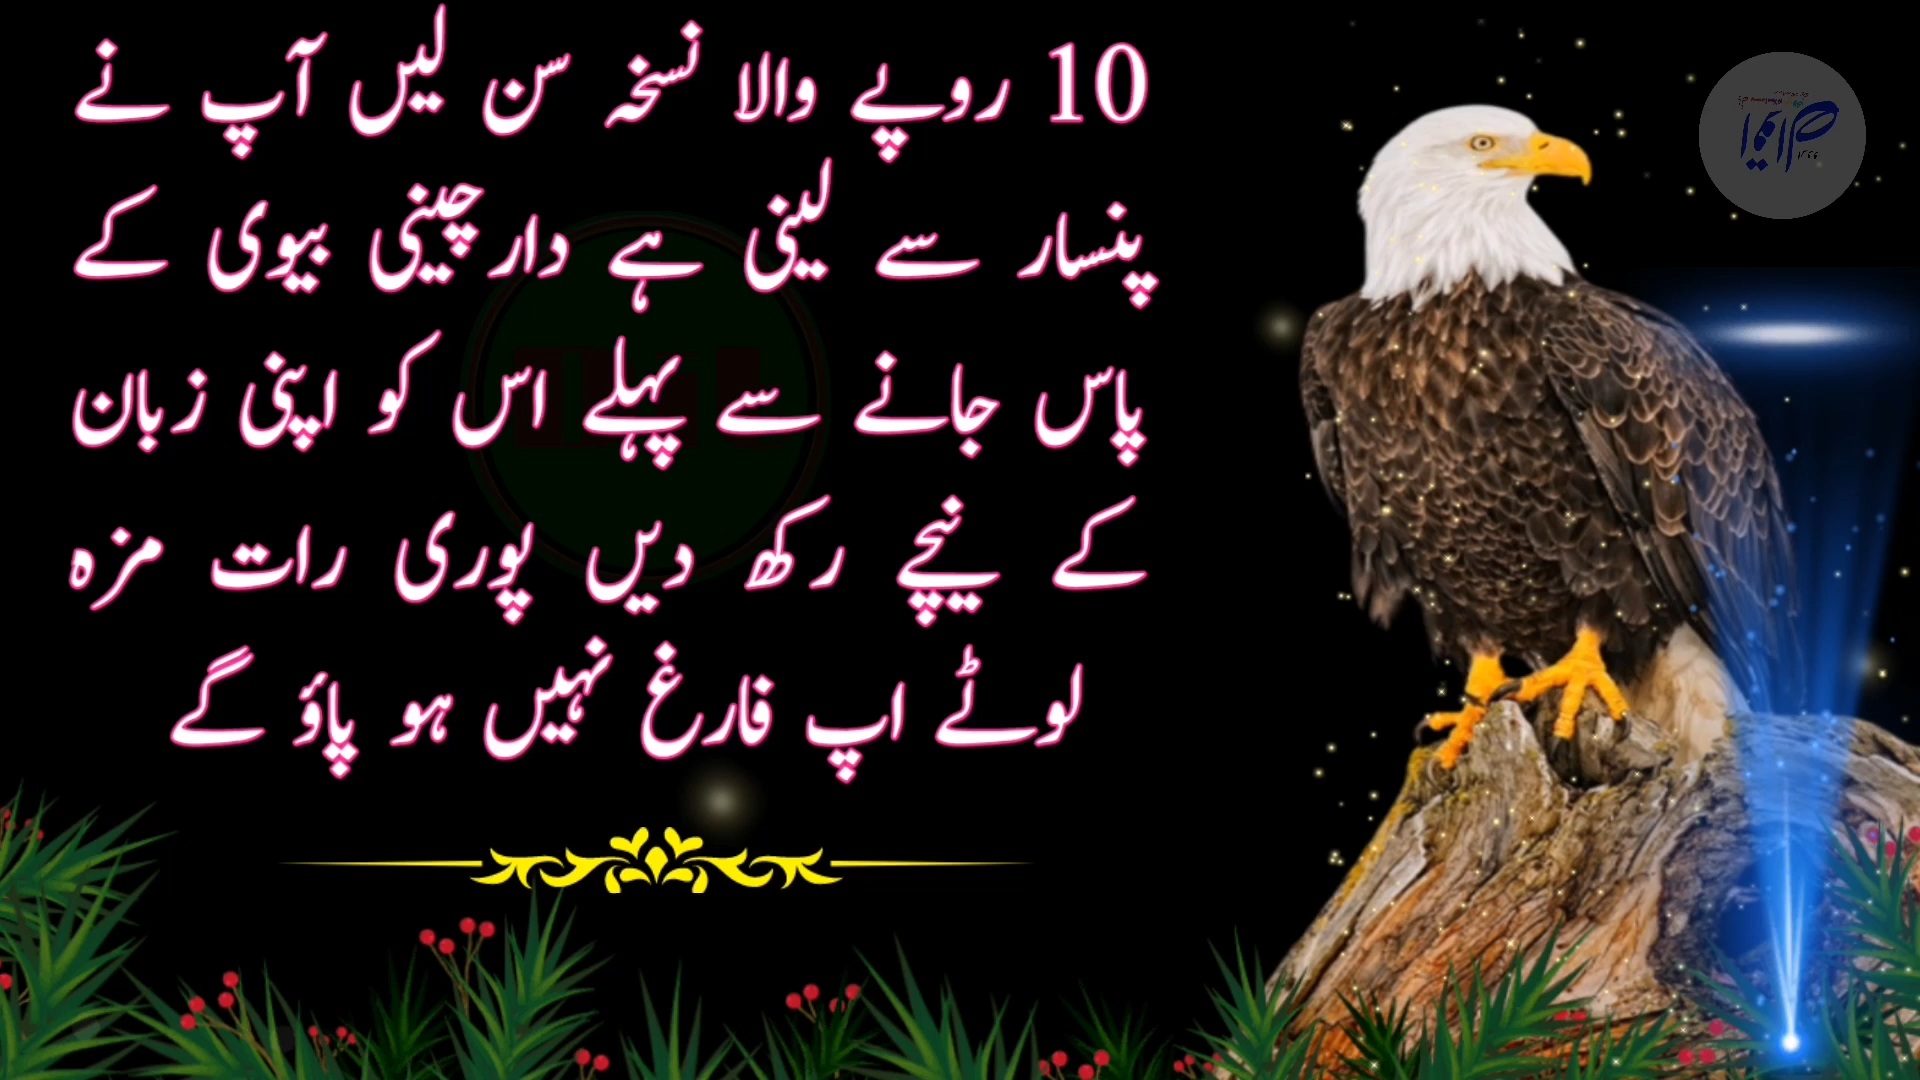 10 روپے والا نسخہ سن لیں آپ نے
پنسار سے لینی ہے دارچینی بیوی کے
پاس جانے سے پہلے اس کو اپنی زبان
کے نیچے رکھ دیں پوری رات مزہ
لوٹے اپ فارغ نہیں ہو پاؤ گے